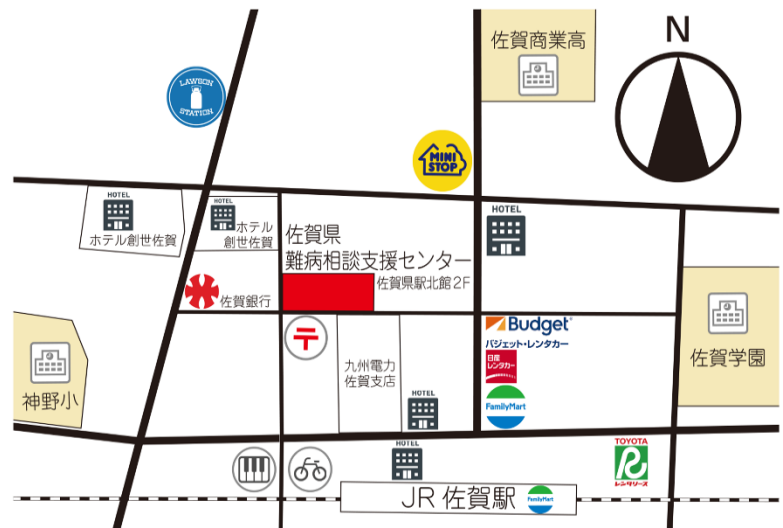 佐賀商業高
N
LAWSON
STATION
MINI
STOP
HOTEL
ホテル創世佐賀
HOTEL
ホテル
創世佐賀
佐賀県
難病相談支援センター
佐賀県駅北館2F
HOTEL
佐賀銀行
Budget
バジェット・レンタカー
日産
レンタカー
FamilyMart
佐賀学園
神野小
九州電力
佐賀支店
HOTEL
HOTEL
TOYOTA
レンタリース
JR 佐賀駅
FamilyMart